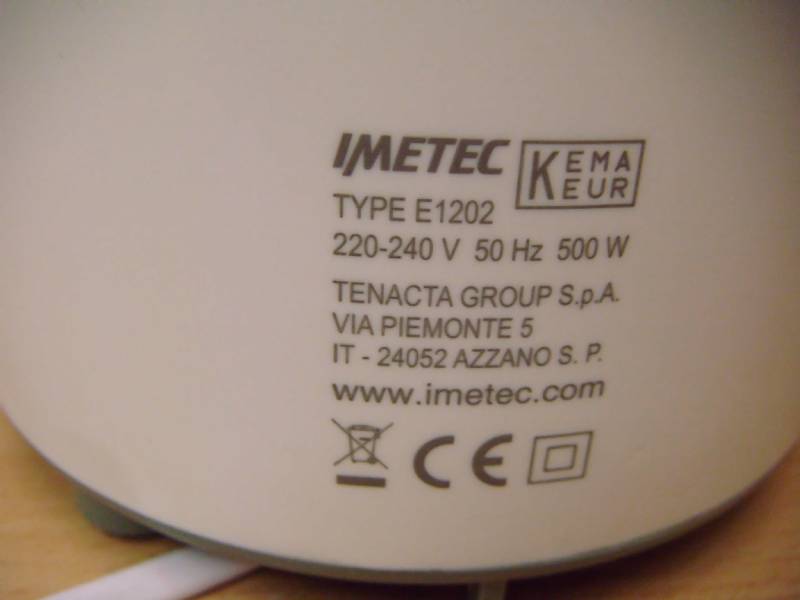 IMETEC
KEMA
KEUR
TYPE E1202
220-240 V 50 Hz 500 W
TENACTA GROUP S.p.A.
VIA PIEMONTE 5
IT - 24052 AZZANO S. P.
www.imetec.com
CE